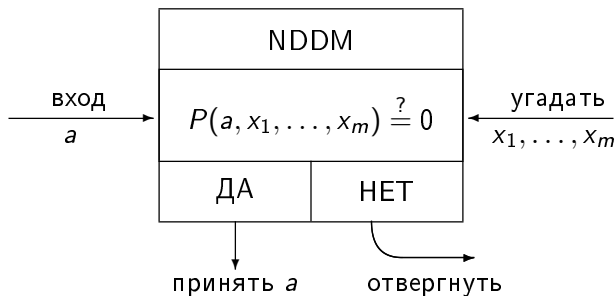 NDDM
вход
a
P(a, x₁, . . . , xₘ) ≟ 0
угадать
x₁, . . . , xₘ
ДА
НЕТ
принять a
отвергнуть